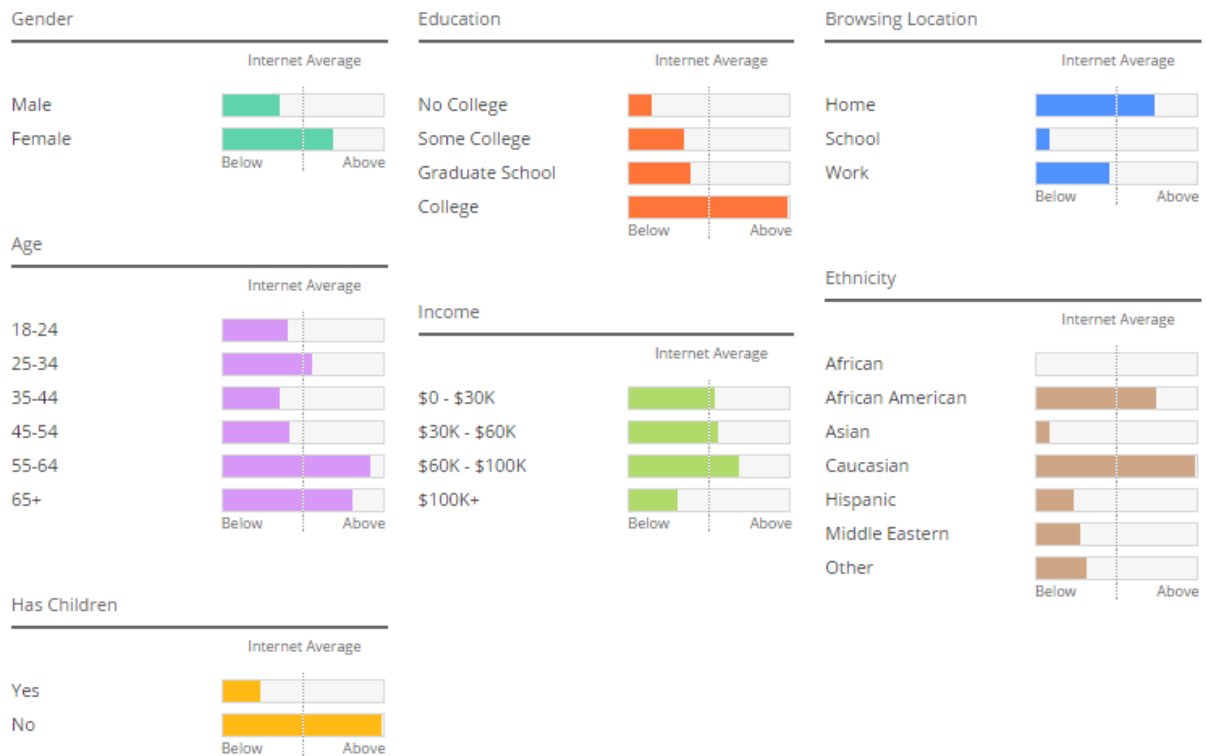 Gender
Internet Average
Male
Female
Below Above
Age
Internet Average
18-24
25-34
35-44
45-54
55-64
65+
Below Above
Has Children
Internet Average
Yes
No
Below Above
Education
Internet Average
No College
Some College
Graduate School
College
Below Above
Income
Internet Average
$0 - $30K
$30K - $60K
$60K - $100K
$100K+
Below Above
Browsing Location
Internet Average
Home
School
Work
Below Above
Ethnicity
Internet Average
African
African American
Asian
Caucasian
Hispanic
Middle Eastern
Other
Below Above